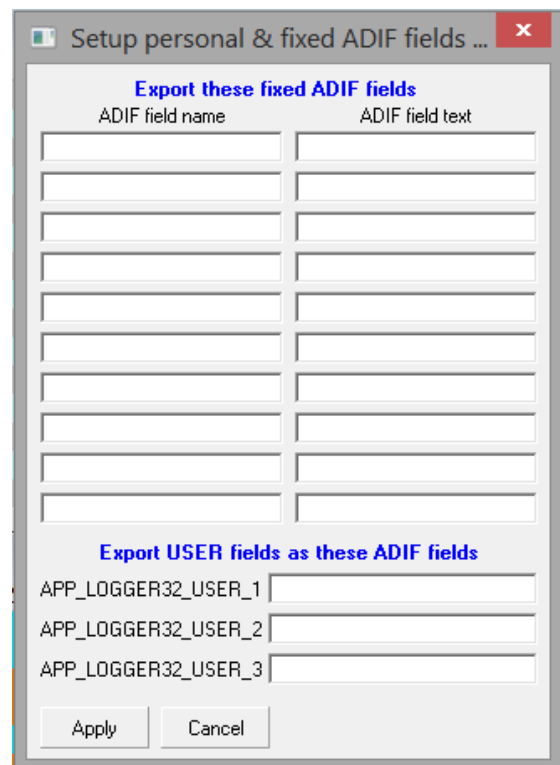 Setup personal & fixed ADIF fields ...
Export these fixed ADIF fields
ADIF field name ADIF field text
Export USER fields as these ADIF fields
APP_LOGGER32_USER_1
APP_LOGGER32_USER_2
APP_LOGGER32_USER_3
Apply Cancel